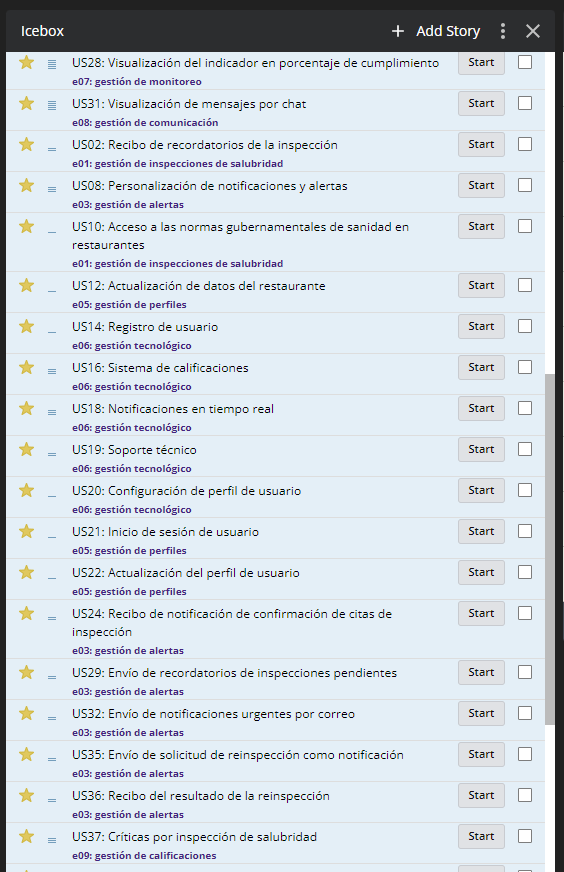 Icebox
+ Add Story
US28: Visualización del indicador en porcentaje de cumplimiento
Start
e07: gestión de monitoreo
US31: Visualización de mensajes por chat
Start
e08: gestión de comunicación
US02: Recibo de recordatorios de la inspección
Start
e01: gestión de inspecciones de salubridad
US08: Personalización de notificaciones y alertas
Start
e03: gestión de alertas
US10: Acceso a las normas gubernamentales de sanidad en
Start
restaurantes
e01: gestión de inspecciones de salubridad
US12: Actualización de datos del restaurante
Start
e05: gestión de perfiles
US14: Registro de usuario
Start
e06: gestión tecnológico
US16: Sistema de calificaciones
Start
e06: gestión tecnológico
US18: Notificaciones en tiempo real
Start
e06: gestión tecnológico
US19: Soporte técnico
Start
e06: gestión tecnológico
US20: Configuración de perfil de usuario
Start
e06: gestión tecnológico
US21: Inicio de sesión de usuario
Start
e05: gestión de perfiles
US22: Actualización del perfil de usuario
Start
e05: gestión de perfiles
US24: Recibo de notificación de confirmación de citas de
Start
inspección
e03: gestión de alertas
US29: Envío de recordatorios de inspecciones pendientes
Start
e03: gestión de alertas
US32: Envío de notificaciones urgentes por correo
Start
e03: gestión de alertas
US35: Envío de solicitud de reinspección como notificación
Start
e03: gestión de alertas
US36: Recibo del resultado de la reinspección
Start
e03: gestión de alertas
US37: Críticas por inspección de salubridad
Start
e09: gestión de calificaciones